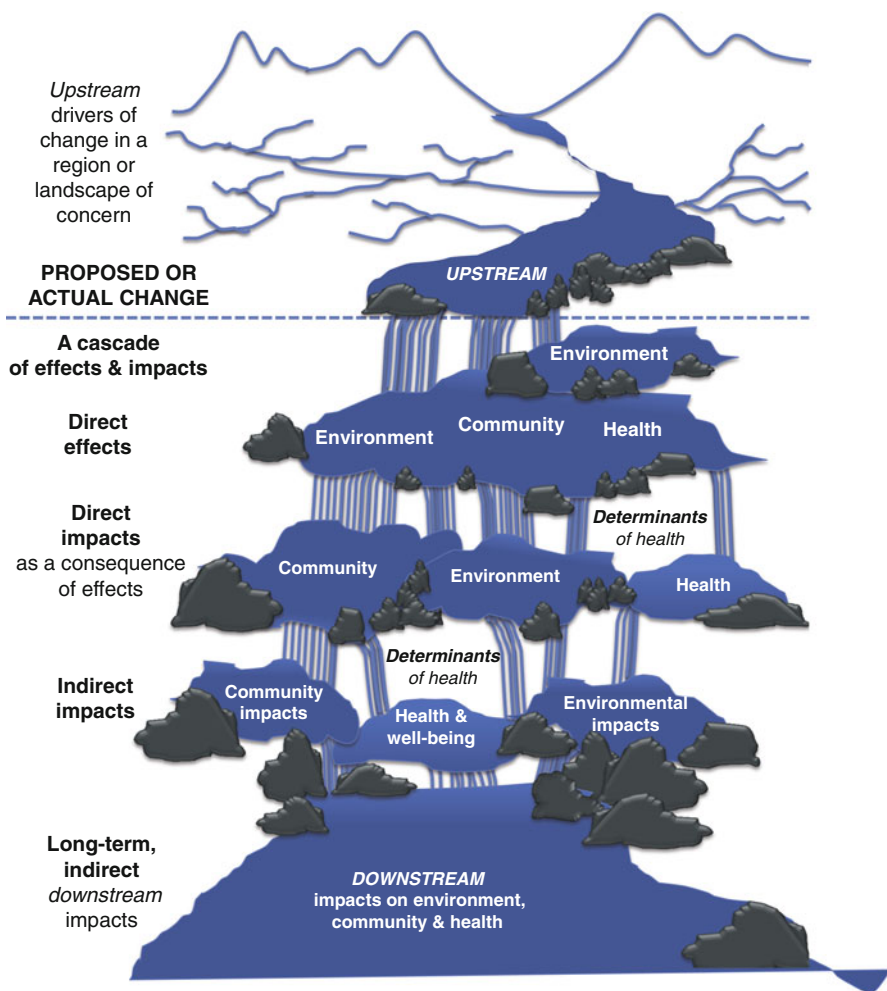 Upstream
drivers of
change in a
region or
landscape of
concern
PROPOSED OR
ACTUAL CHANGE
UPSTREAM
A cascade
of effects & impacts
Environment
Direct
effects
Environment
Community
Health
Direct
impacts
as a consequence
of effects
Determinants
of health
Community
Environment
Health
Determinants
of health
Indirect
impacts
Community
impacts
Health &
well-being
Environmental
impacts
Long-term,
indirect
downstream
impacts
DOWNSTREAM
impacts on environment,
community & health